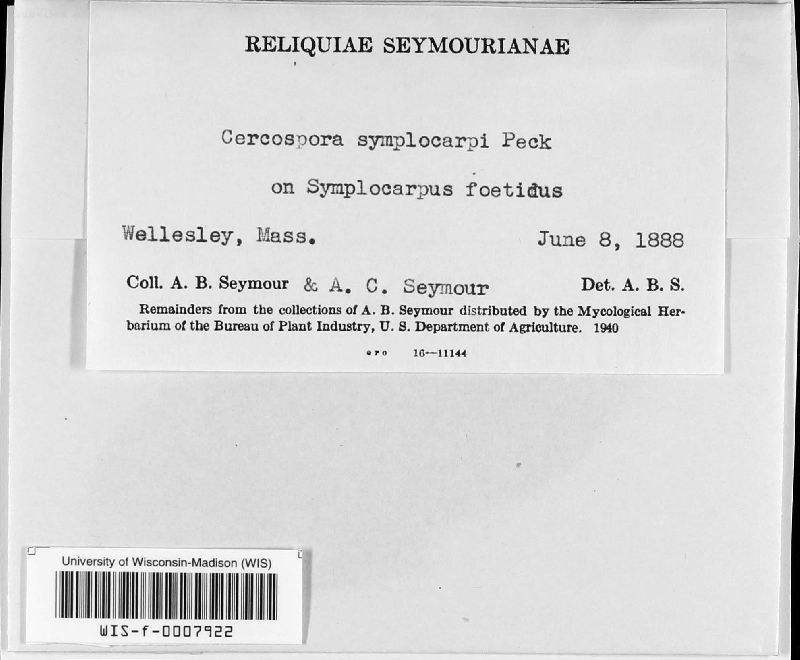 RELIQUIAE SEYMOURIANAE
Cercospora symplocarpi Peck
on Symplocarpus foetidus
Wellesley, Mass. June 8, 1888
Coll. A. B. Seymour & A. C. Seymour Det. A. B. S.
Remainders from the collections of A. B. Seymour distributed by the Mycological Her-
barium of the Bureau of Plant Industry, U. S. Department of Agriculture. 1940
GPO 16—11144
University of Wisconsin-Madison (WIS)
WIS-f-0007922